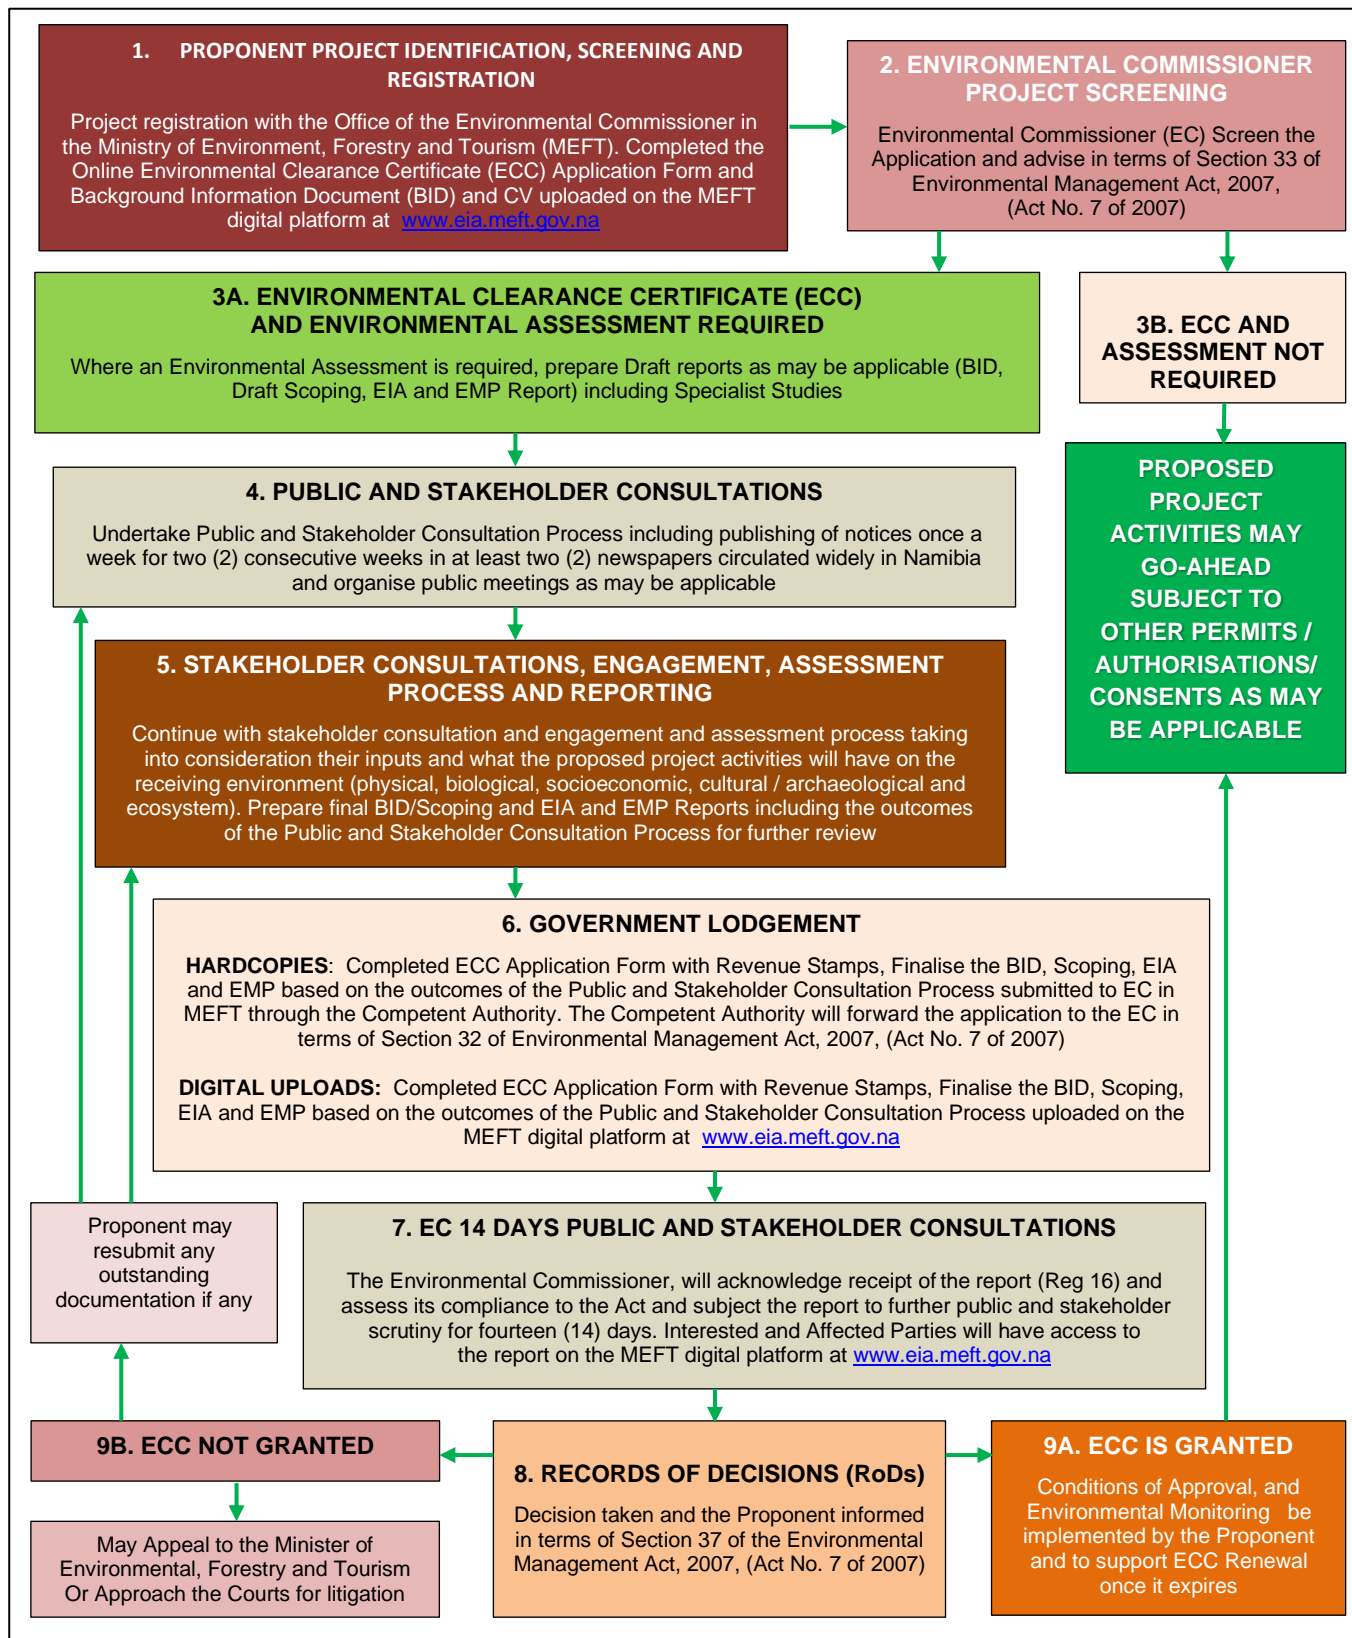 1. PROPONENT PROJECT IDENTIFICATION, SCREENING AND
REGISTRATION
Project registration with the Office of the Environmental Commissioner in
the Ministry of Environment, Forestry and Tourism (MEFT). Completed the
Online Environmental Clearance Certificate (ECC) Application Form and
Background Information Document (BID) and CV uploaded on the MEFT
digital platform at www.eia.meft.gov.na
2. ENVIRONMENTAL COMMISSIONER
PROJECT SCREENING
Environmental Commissioner (EC) Screen the
Application and advise in terms of Section 33 of
Environmental Management Act, 2007,
(Act No. 7 of 2007)
3A. ENVIRONMENTAL CLEARANCE CERTIFICATE (ECC)
AND ENVIRONMENTAL ASSESSMENT REQUIRED
Where an Environmental Assessment is required, prepare Draft reports as may be applicable (BID,
Draft Scoping, EIA and EMP Report) including Specialist Studies
3B. ECC AND
ASSESSMENT NOT
REQUIRED
PROPOSED
PROJECT
ACTIVITIES MAY
GO-AHEAD
SUBJECT TO
OTHER PERMITS /
AUTHORISATIONS/
CONSENTS AS MAY
BE APPLICABLE
4. PUBLIC AND STAKEHOLDER CONSULTATIONS
Undertake Public and Stakeholder Consultation Process including publishing of notices once a
week for two (2) consecutive weeks in at least two (2) newspapers circulated widely in Namibia
and organise public meetings as may be applicable
5. STAKEHOLDER CONSULTATIONS, ENGAGEMENT, ASSESSMENT
PROCESS AND REPORTING
Continue with stakeholder consultation and engagement and assessment process taking
into consideration their inputs and what the proposed project activities will have on the
receiving environment (physical, biological, socioeconomic, cultural / archaeological and
ecosystem). Prepare final BID/Scoping and EIA and EMP Reports including the outcomes
of the Public and Stakeholder Consultation Process for further review
6. GOVERNMENT LODGEMENT
HARDCOPIES: Completed ECC Application Form with Revenue Stamps, Finalise the BID, Scoping, EIA
and EMP based on the outcomes of the Public and Stakeholder Consultation Process submitted to EC in
MEFT through the Competent Authority. The Competent Authority will forward the application to the EC in
terms of Section 32 of Environmental Management Act, 2007, (Act No. 7 of 2007)
DIGITAL UPLOADS: Completed ECC Application Form with Revenue Stamps, Finalise the BID, Scoping,
EIA and EMP based on the outcomes of the Public and Stakeholder Consultation Process uploaded on the
MEFT digital platform at www.eia.meft.gov.na
Proponent may
resubmit any
outstanding
documentation if any
7. EC 14 DAYS PUBLIC AND STAKEHOLDER CONSULTATIONS
The Environmental Commissioner, will acknowledge receipt of the report (Reg 16) and
assess its compliance to the Act and subject the report to further public and stakeholder
scrutiny for fourteen (14) days. Interested and Affected Parties will have access to
the report on the MEFT digital platform at www.eia.meft.gov.na
9B. ECC NOT GRANTED
May Appeal to the Minister of
Environmental, Forestry and Tourism
Or Approach the Courts for litigation
8. RECORDS OF DECISIONS (RoDs)
Decision taken and the Proponent informed
in terms of Section 37 of the Environmental
Management Act, 2007, (Act No. 7 of 2007)
9A. ECC IS GRANTED
Conditions of Approval, and
Environmental Monitoring be
implemented by the Proponent
and to support ECC Renewal
once it expires